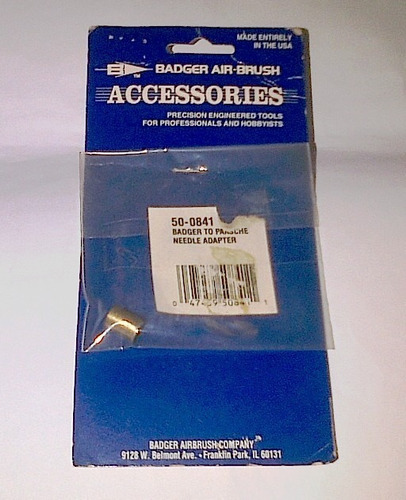 MADE ENTIRELY
IN THE USA
BADGER AIR-BRUSH
TM
ACCESSORIES
PRECISION ENGINEERED TOOLS
FOR PROFESSIONALS AND HOBBYISTS
50-0841
BADGER TO PAASCHE
NEEDLE ADAPTER
BADGER AIRBRUSH COMPANY
9128 W. Belmont Ave. - Franklin Park, IL 60131